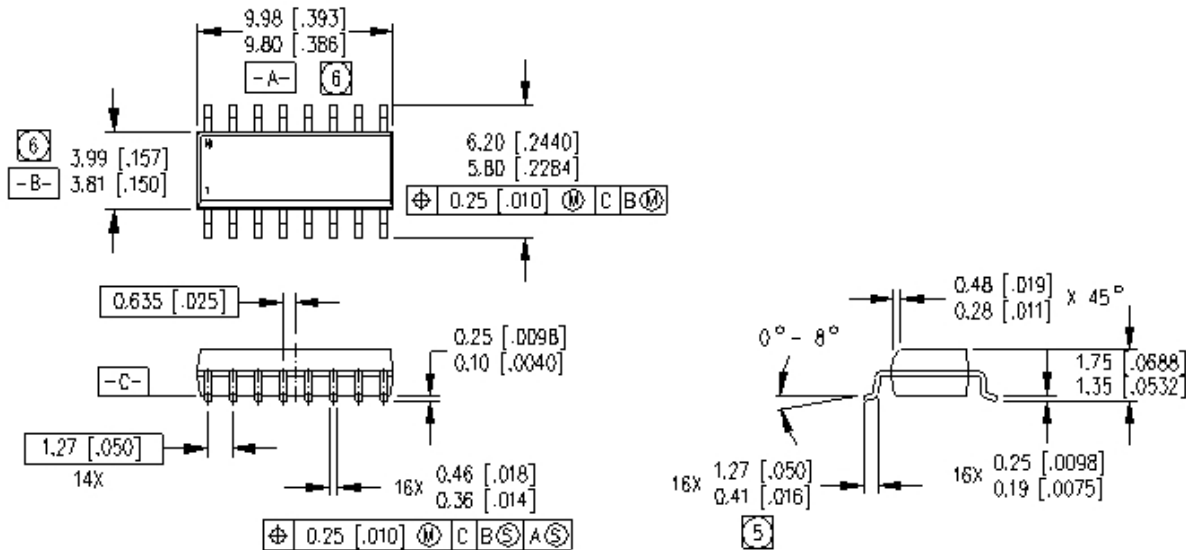 9.98 [.393]
9.80 [.386]
-A- 6
6
3.99 [.157]
-B- 3.81 [.150]
1
6.20 [.2440]
5.80 [.2284]
⌖ 0.25 [.010] Ⓜ C B Ⓜ
0.635 [.025]
0.25 [.0098]
0.10 [.0040]
-C-
1.27 [.050]
14X
16X 0.46 [.018]
0.36 [.014]
⌖ 0.25 [.010] Ⓜ C B Ⓢ A Ⓢ
0.48 [.019]
0.28 [.011] X 45°
0° - 8°
1.75 [.0688]
1.35 [.0532]
16X 1.27 [.050]
0.41 [.016]
5
16X 0.25 [.0098]
0.19 [.0075]